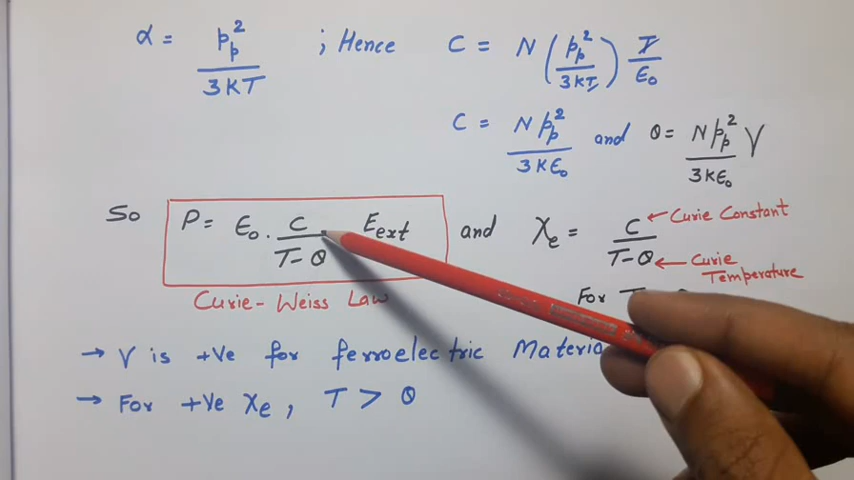 α = p_p² / 3KT ; Hence C = N (p_p² / 3KT) T / ε₀
C = N p_p² / 3Kε₀ and θ = N p_p² / 3Kε₀ γ
So P = ε₀ · C / T - θ E_ext and χ_e = C / T - θ ← Curie Constant
← Curie Temperature
Curie - Weiss Law
For
→ γ is +ve for ferroelectric Materia
→ For +ve χ_e, T > θ